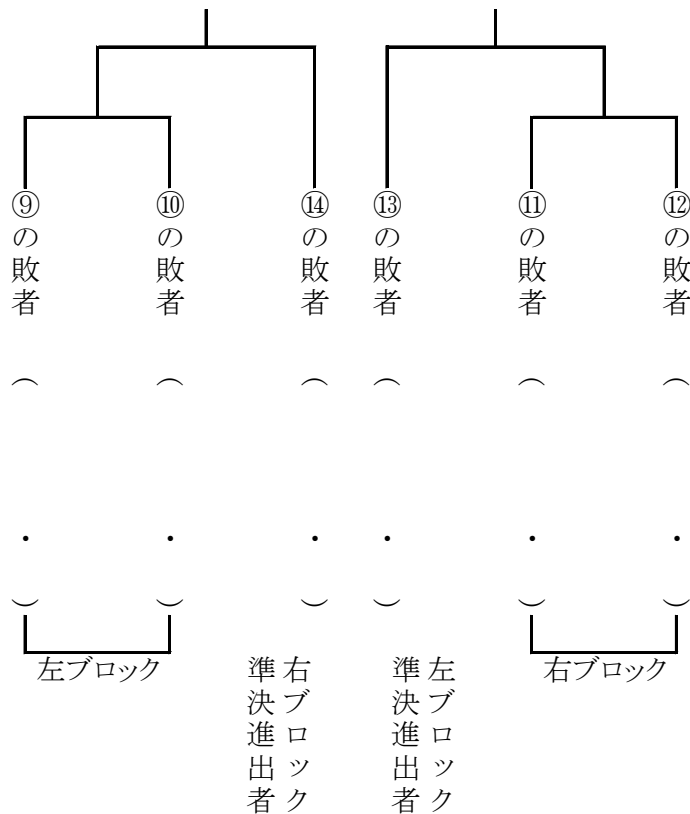 ⑨の敗者
⑩の敗者
⑭の敗者
⑬の敗者
⑪の敗者
⑫の敗者
（　・　）
（　・　）
（　・　）
（　・　）
（　・　）
（　・　）
左ブロック
右ブロック
準決進出者
左ブロック
準決進出者
右ブロック